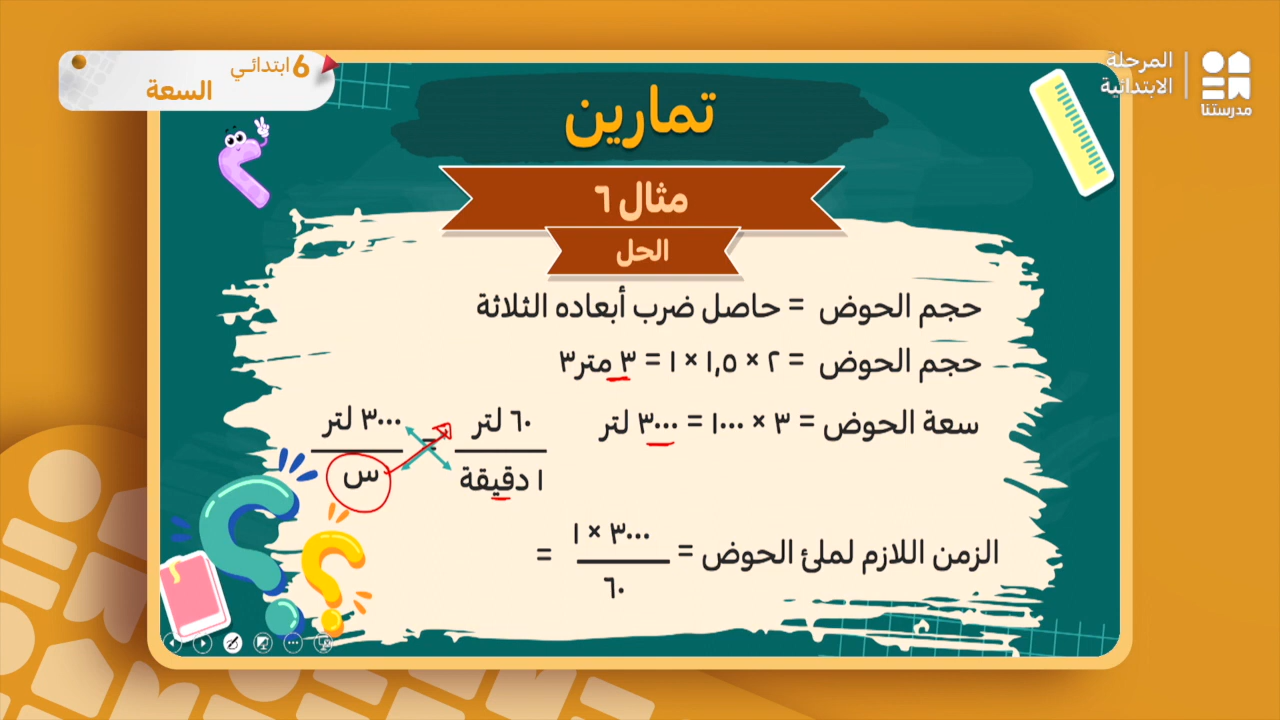 6 ابتدائي
السعة
المرحلة
الابتدائية
مدرستنا
تمارين
مثال ٦
الحل
حجم الحوض = حاصل ضرب أبعاده الثلاثة
حجم الحوض = ٢ × ١,٥ × ١ = ٣ متر٣
سعة الحوض = ٣ × ١٠٠٠ = ٣٠٠٠ لتر
٦٠ لتر = ٣٠٠٠ لتر
١ دقيقة س
٣٠٠٠ × ١
الزمن اللازم لملئ الحوض = =
٦٠